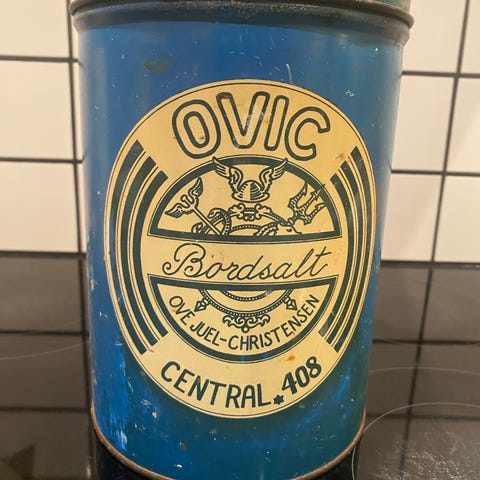 OVIC
Bordsalt
OVE JUEL-CHRISTENSEN
CENTRAL * 408